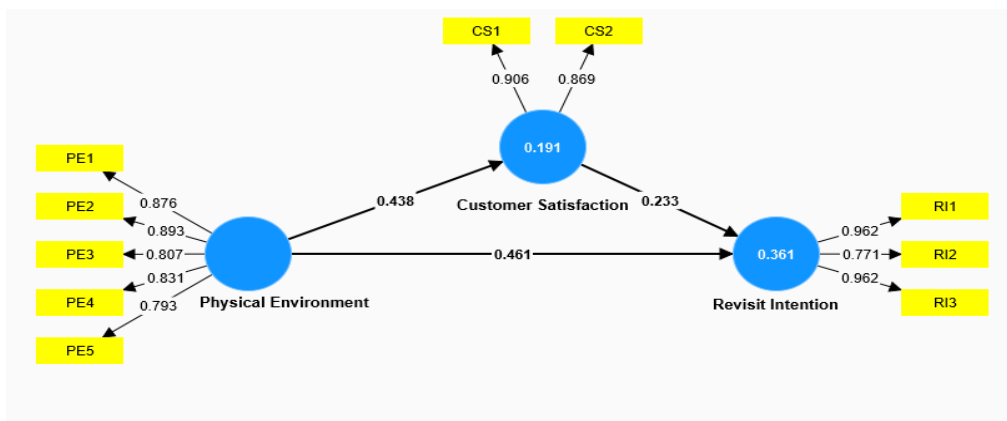 CS1
CS2
0.906
0.869
0.191
Customer Satisfaction
PE1
PE2
PE3
PE4
PE5
0.876
0.893
0.807
0.831
0.793
Physical Environment
0.438
0.233
0.461
0.361
Revisit Intention
0.962
0.771
0.962
RI1
RI2
RI3